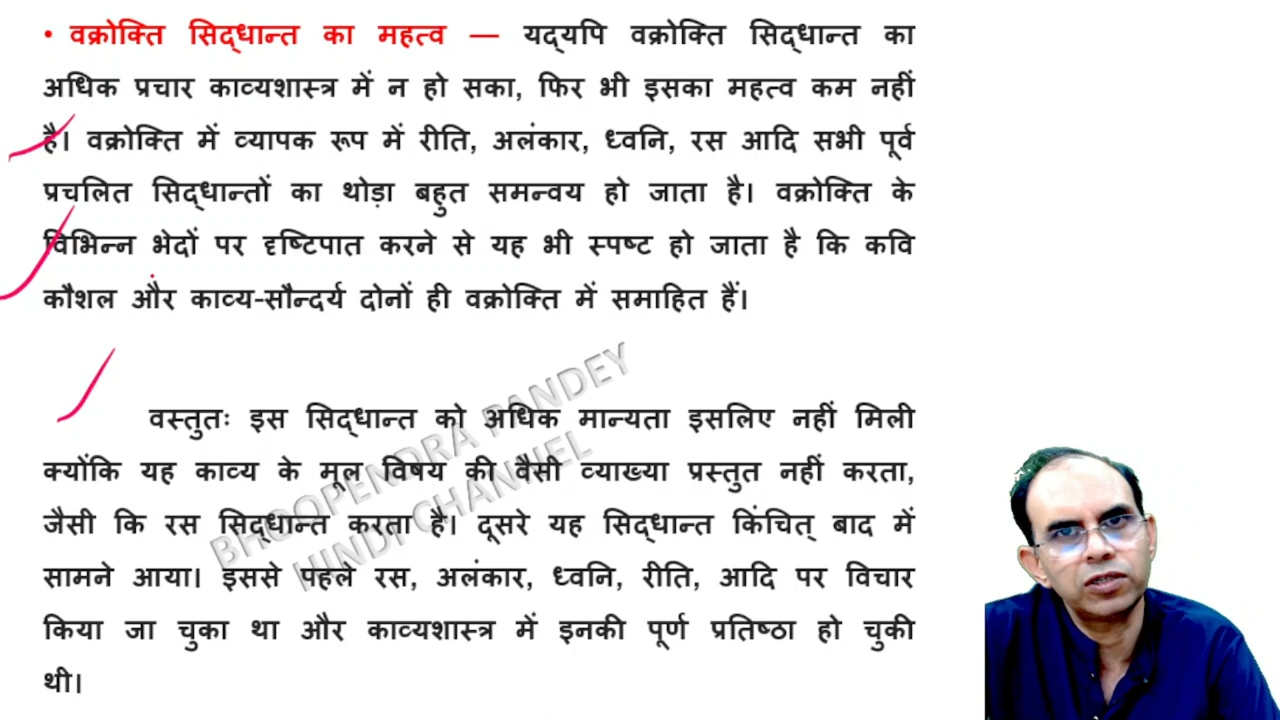 • वक्रोक्ति सिद्धान्त का महत्व — यद्यपि वक्रोक्ति सिद्धान्त का
अधिक प्रचार काव्यशास्त्र में न हो सका, फिर भी इसका महत्व कम नहीं
है। वक्रोक्ति में व्यापक रूप में रीति, अलंकार, ध्वनि, रस आदि सभी पूर्व
प्रचलित सिद्धान्तों का थोड़ा बहुत समन्वय हो जाता है। वक्रोक्ति के
विभिन्न भेदों पर दृष्टिपात करने से यह भी स्पष्ट हो जाता है कि कवि
कौशल और काव्य-सौन्दर्य दोनों ही वक्रोक्ति में समाहित हैं।
वस्तुतः इस सिद्धान्त को अधिक मान्यता इसलिए नहीं मिली
क्योंकि यह काव्य के मूल विषय की वैसी व्याख्या प्रस्तुत नहीं करता,
जैसी कि रस सिद्धान्त करता है। दूसरे यह सिद्धान्त किंचित् बाद में
सामने आया। इससे पहले रस, अलंकार, ध्वनि, रीति, आदि पर विचार
किया जा चुका था और काव्यशास्त्र में इनकी पूर्ण प्रतिष्ठा हो चुकी
थी।
BHOOPENDRA PANDEY
HINDI CHANNEL